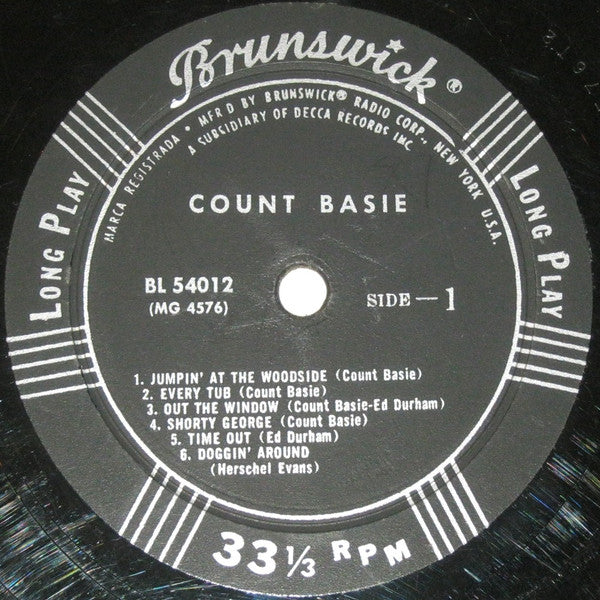 Brunswick®
MARCA REGISTRADA • MFR'D BY BRUNSWICK® RADIO CORP., NEW YORK U.S.A.
A SUBSIDIARY OF DECCA RECORDS INC.
LONG PLAY
LONG PLAY
COUNT BASIE
BL 54012
(MG 4576)
SIDE—1
1. JUMPIN' AT THE WOODSIDE (Count Basie)
2. EVERY TUB (Count Basie)
3. OUT THE WINDOW (Count Basie-Ed Durham)
4. SHORTY GEORGE (Count Basie)
5. TIME OUT (Ed Durham)
6. DOGGIN' AROUND
(Herschel Evans)
33 1/3 RPM